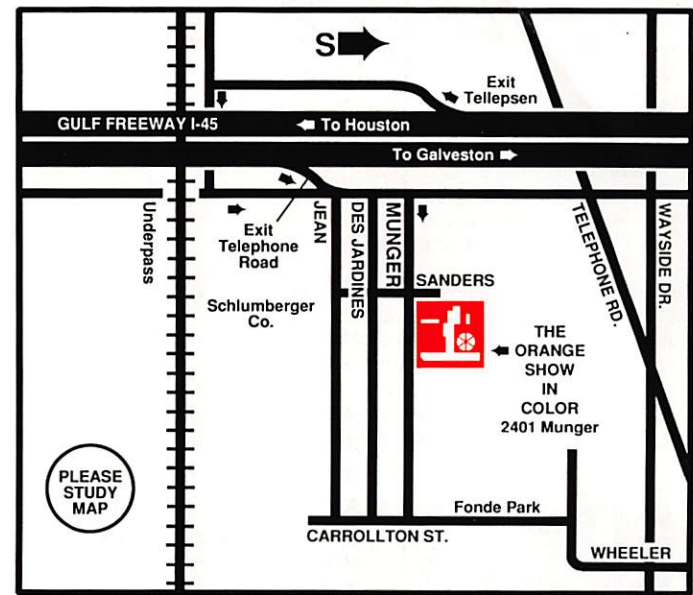 S
Exit
Tellepsen
GULF FREEWAY I-45
To Houston
To Galveston
Underpass
Exit
Telephone
Road
JEAN
DES JARDINES
MUNGER
SANDERS
TELEPHONE RD.
WAYSIDE DR.
Schlumberger
Co.
THE
ORANGE
SHOW
IN
COLOR
2401 Munger
PLEASE
STUDY
MAP
Fonde Park
CARROLLTON ST.
WHEELER